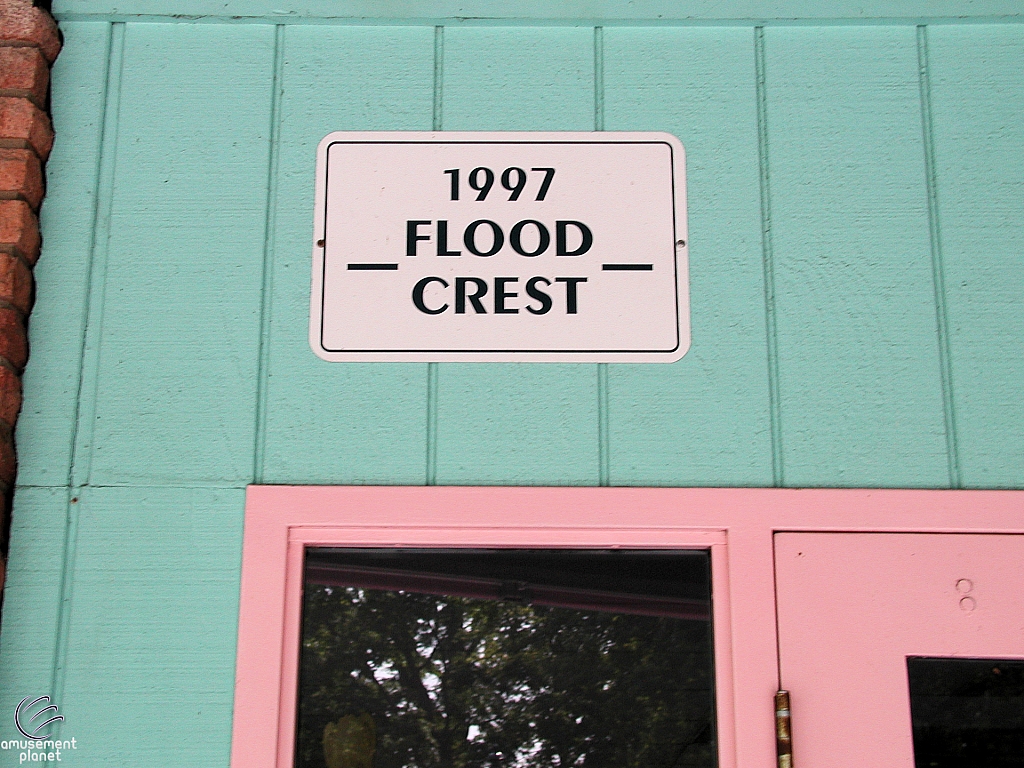 1997
FLOOD
CREST
amusement
planet